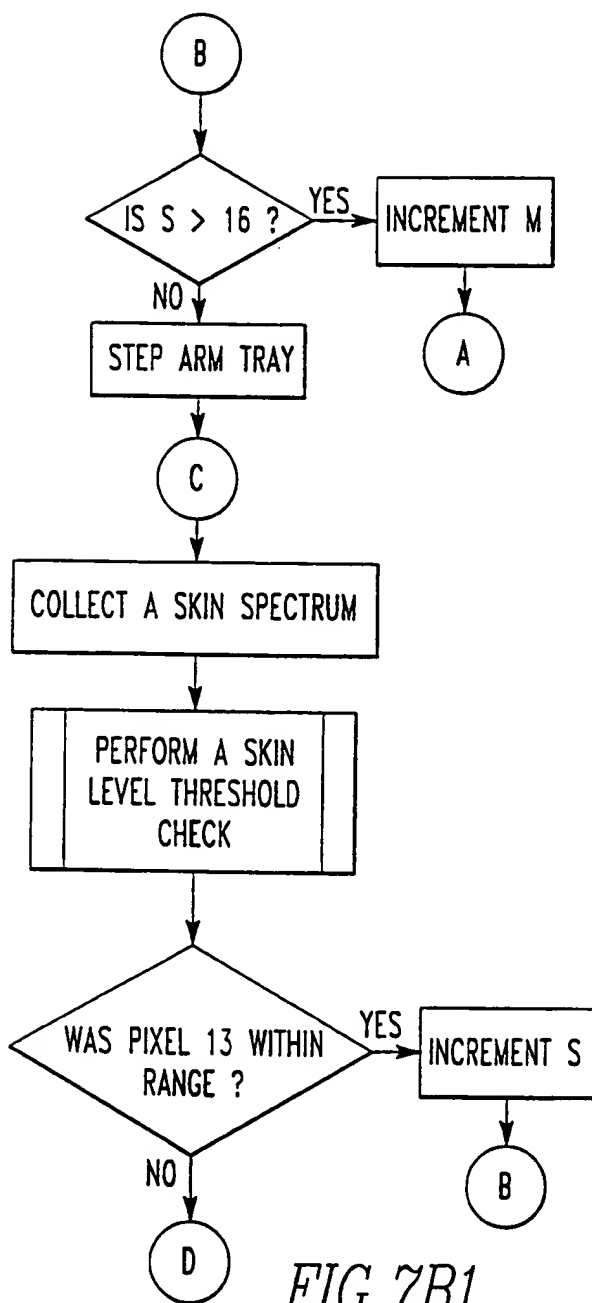 B
IS S > 16 ?
YES
INCREMENT M
NO
STEP ARM TRAY
A
C
COLLECT A SKIN SPECTRUM
PERFORM A SKIN
LEVEL THRESHOLD
CHECK
WAS PIXEL 13 WITHIN
RANGE ?
YES
INCREMENT S
NO
B
D
FIG. 7B1